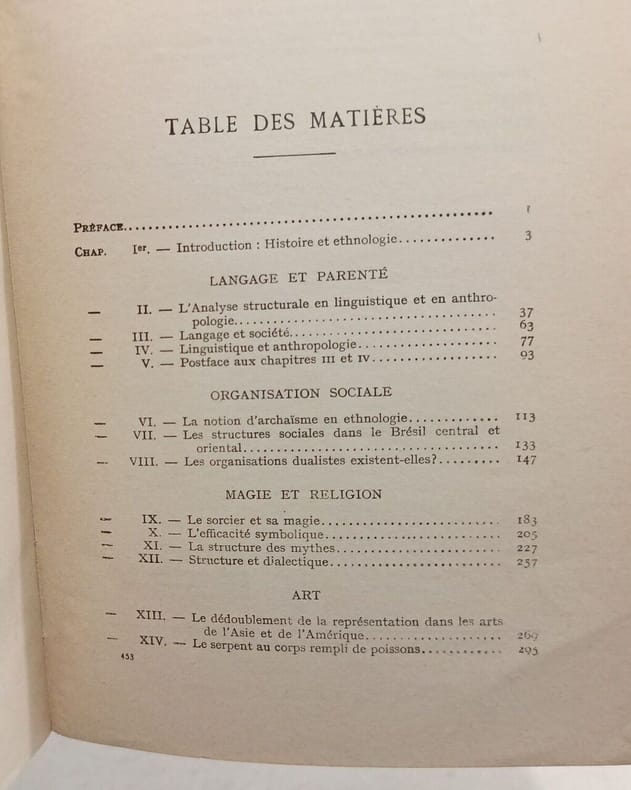 TABLE DES MATIÈRES
PRÉFACE. I
CHAP. Ier. — Introduction : Histoire et ethnologie. 3
LANGAGE ET PARENTÉ
— II. — L'Analyse structurale en linguistique et en anthro-
pologie. 37
— III. — Langage et société. 63
— IV. — Linguistique et anthropologie. 77
— V. — Postface aux chapitres III et IV. 93
ORGANISATION SOCIALE
— VI. — La notion d'archaïsme en ethnologie. 113
— VII. — Les structures sociales dans le Brésil central et
oriental. 133
— VIII. — Les organisations dualistes existent-elles? 147
MAGIE ET RELIGION
— IX. — Le sorcier et sa magie. 183
— X. — L'efficacité symbolique. 205
— XI. — La structure des mythes. 227
— XII. — Structure et dialectique. 257
ART
— XIII. — Le dédoublement de la représentation dans les arts
de l'Asie et de l'Amérique. 269
— XIV. — Le serpent au corps rempli de poissons. 295
453